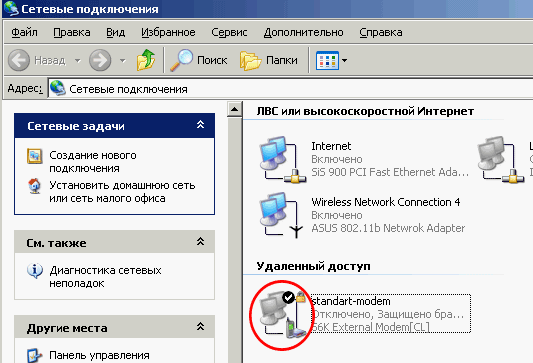 Сетевые подключения
Файл Правка Вид Избранное Сервис Дополнительно Справка
Назад Поиск Папки
Адрес: Сетевые подключения
Сетевые задачи
Создание нового
подключения
Установить домашнюю сеть
или сеть малого офиса
См. также
Диагностика сетевых
неполадок
Другие места
Панель управления
ЛВС или высокоскоростной Интернет
Internet
Включено
SiS 900 PCI Fast Ethernet Ada...
Wireless Network Connection 4
Включено
ASUS 802.11b Netwrok Adapter
Удаленный доступ
standart-modem
Отключено, Защищено бра...
56K External Modem[CL]